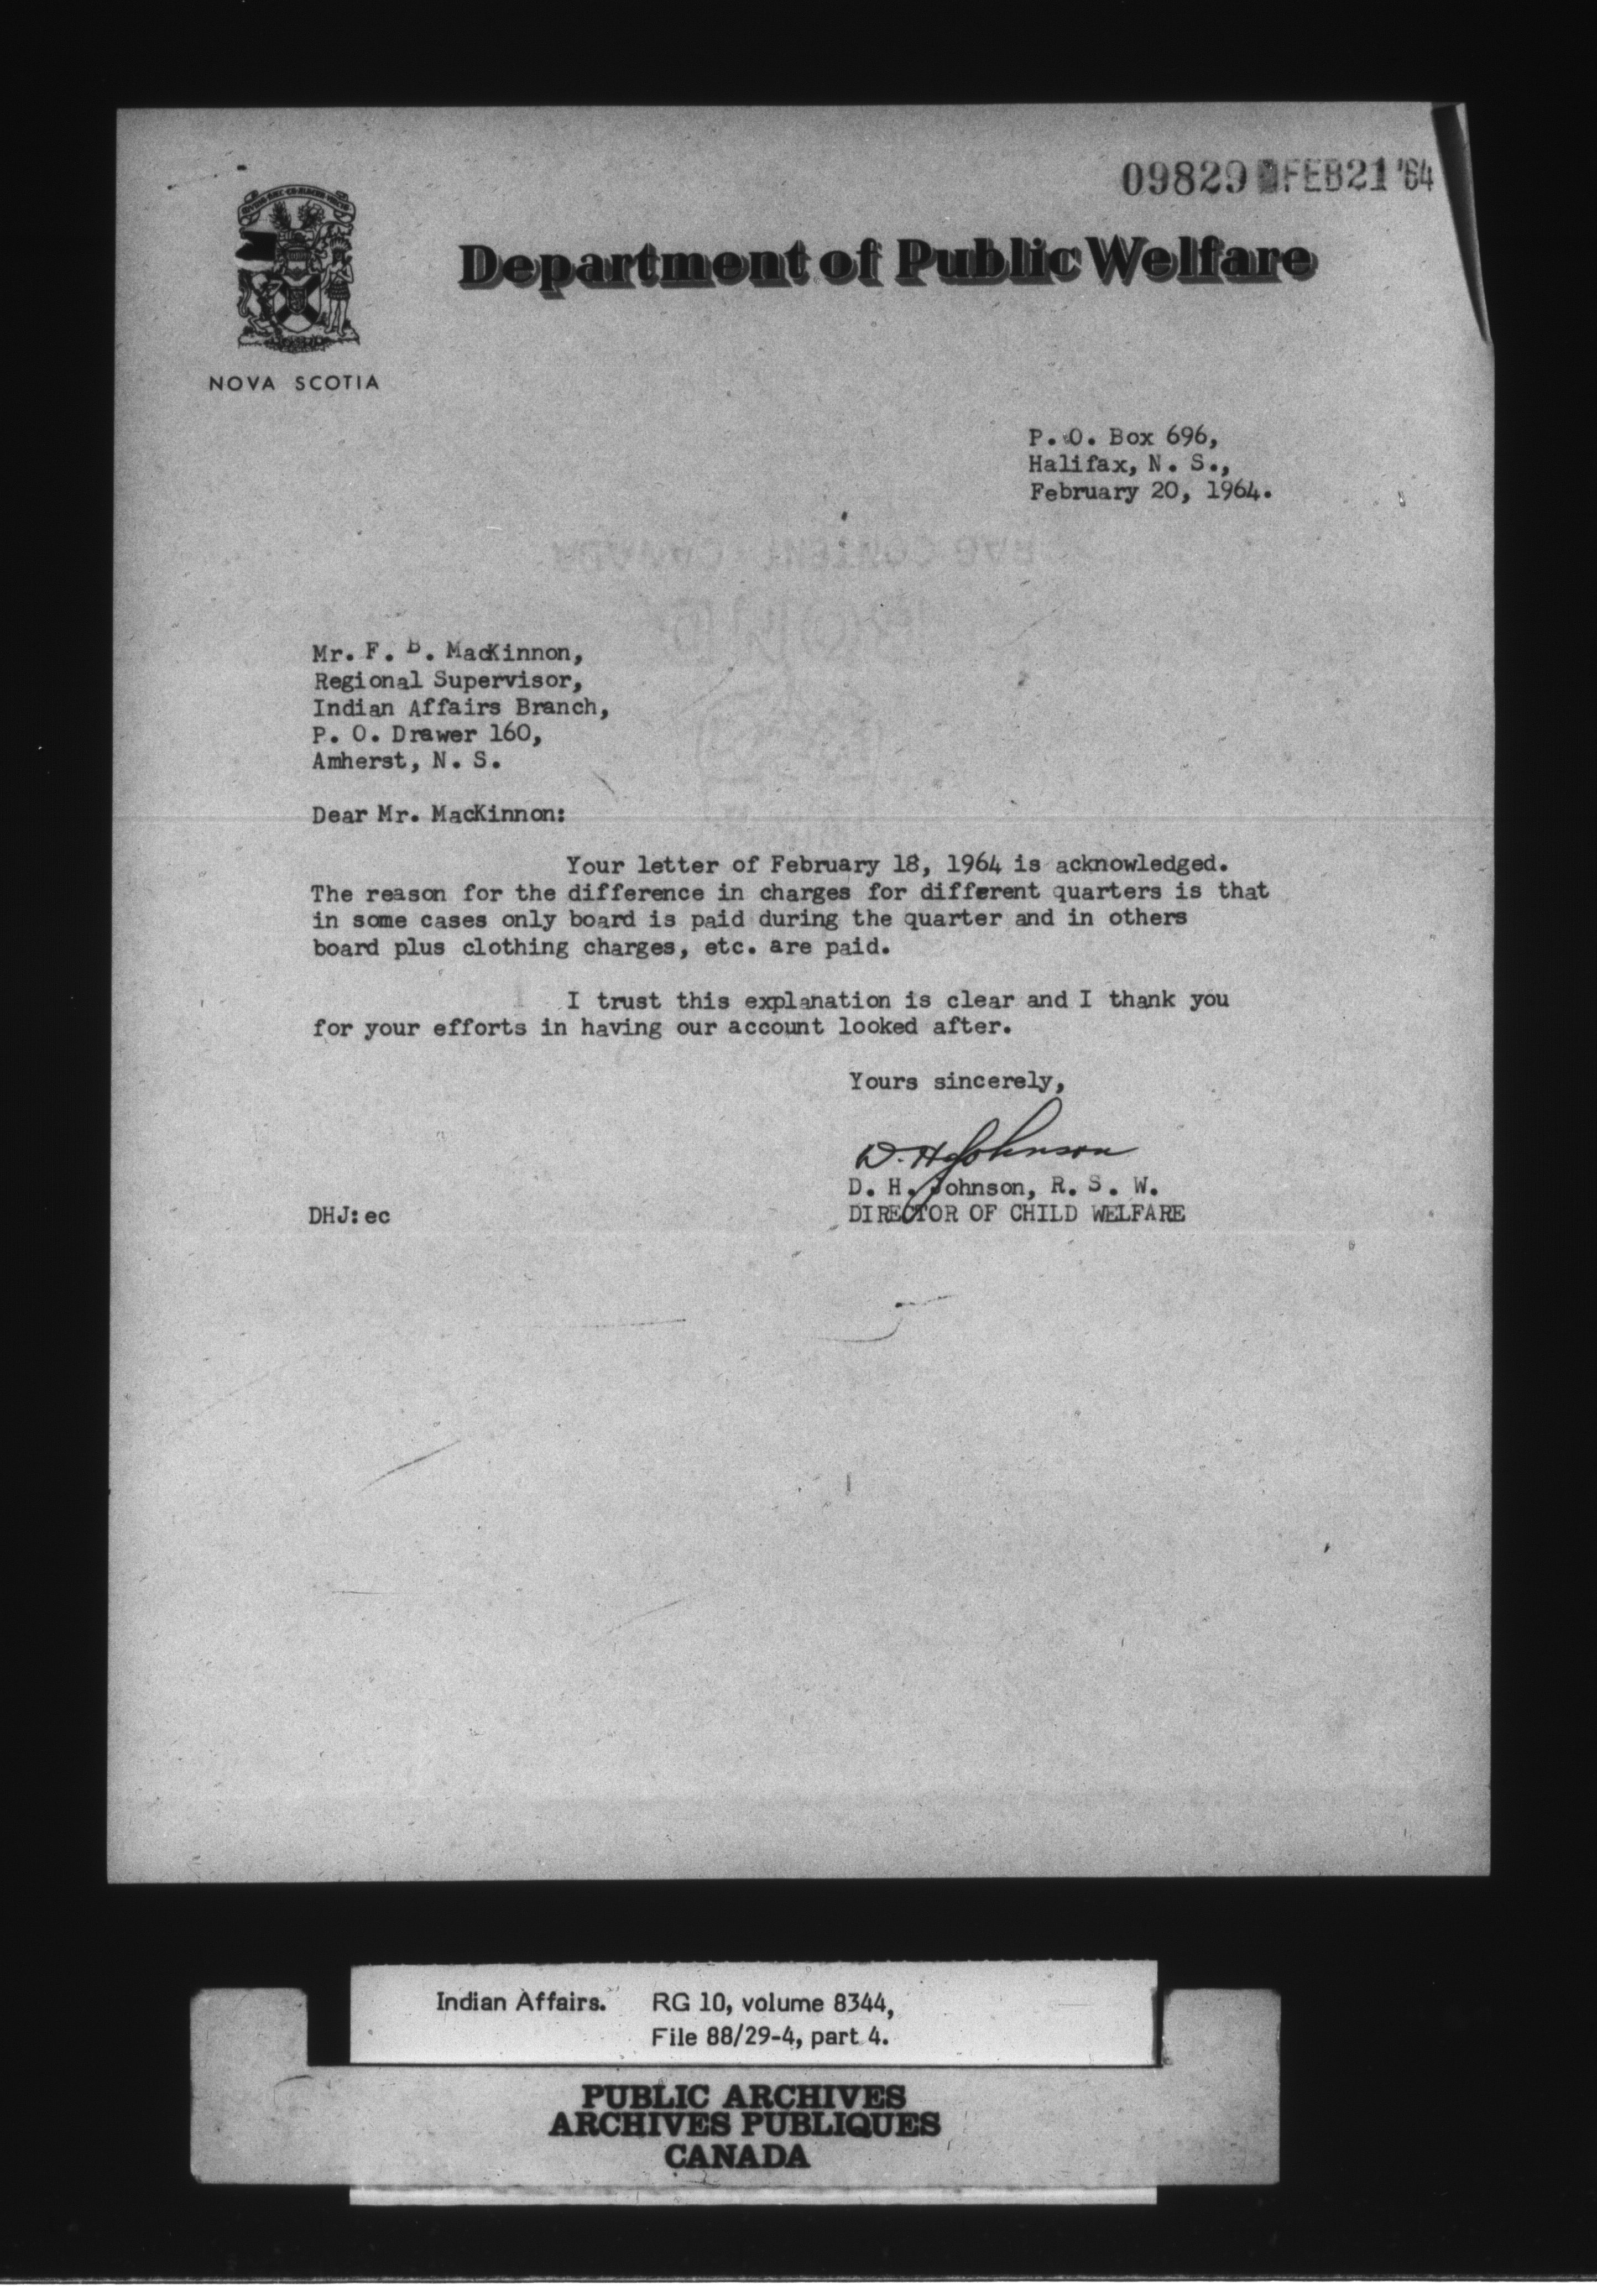 09829 FEB21'64
Department of Public Welfare
NOVA SCOTIA
P. O. Box 696,
Halifax, N. S.,
February 20, 1964.
Mr. F. B. MacKinnon,
Regional Supervisor,
Indian Affairs Branch,
P. O. Drawer 160,
Amherst, N. S.
Dear Mr. MacKinnon:
Your letter of February 18, 1964 is acknowledged.
The reason for the difference in charges for different quarters is that
in some cases only board is paid during the quarter and in others
board plus clothing charges, etc. are paid.
I trust this explanation is clear and I thank you
for your efforts in having our account looked after.
Yours sincerely,
D. H. Johnson
D. H. Johnson, R. S. W.
DHJ:ec DIRECTOR OF CHILD WELFARE
Indian Affairs. RG 10, volume 8344,
File 88/29-4, part 4.
PUBLIC ARCHIVES
ARCHIVES PUBLIQUES
CANADA